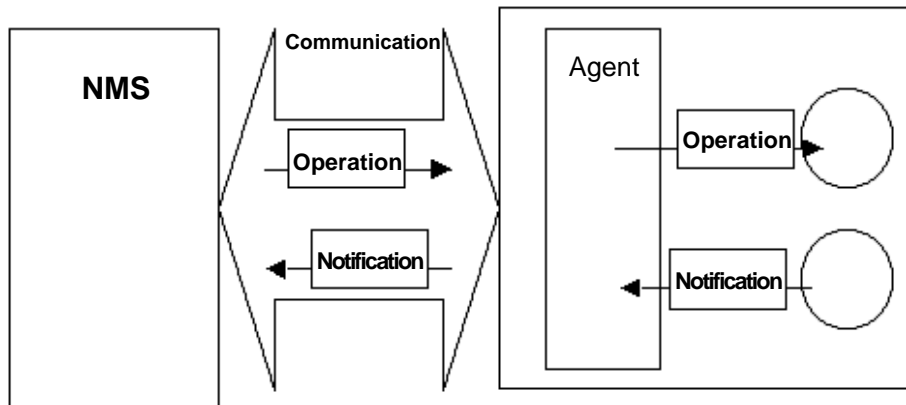 NMS
Communication
Operation
Notification
Agent
Operation
Notification